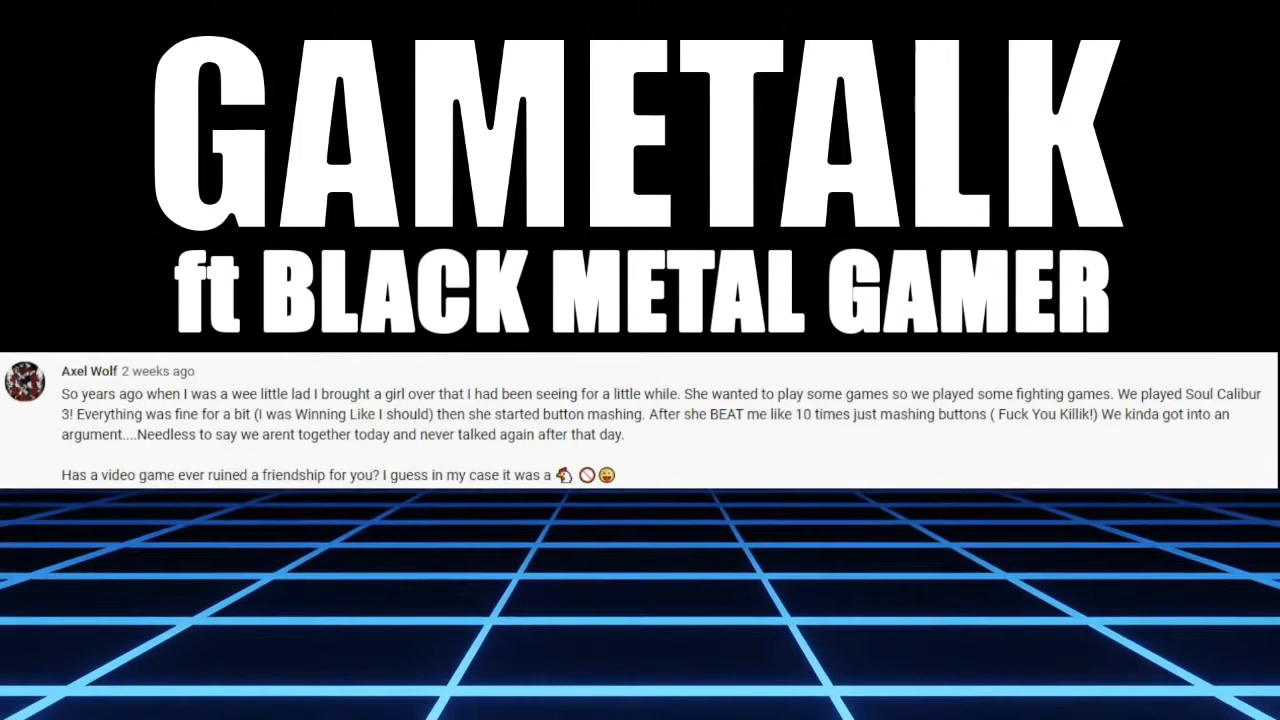 GAMETALK
ft BLACK METAL GAMER
Axel Wolf 2 weeks ago
So years ago when I was a wee little lad I brought a girl over that I had been seeing for a little while. She wanted to play some games so we played some fighting games. We played Soul Calibur
3! Everything was fine for a bit (I was Winning Like I should) then she started button mashing. After she BEAT me like 10 times just mashing buttons ( Fuck You Killik!) We kinda got into an
argument....Needless to say we arent together today and never talked again after that day.
Has a video game ever ruined a friendship for you? I guess in my case it was a 🐔 🚫😆